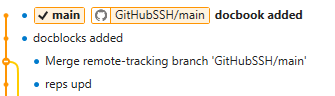 main GitHubSSH/main docbook added
docblocks added
Merge remote-tracking branch 'GitHubSSH/main'
reps upd